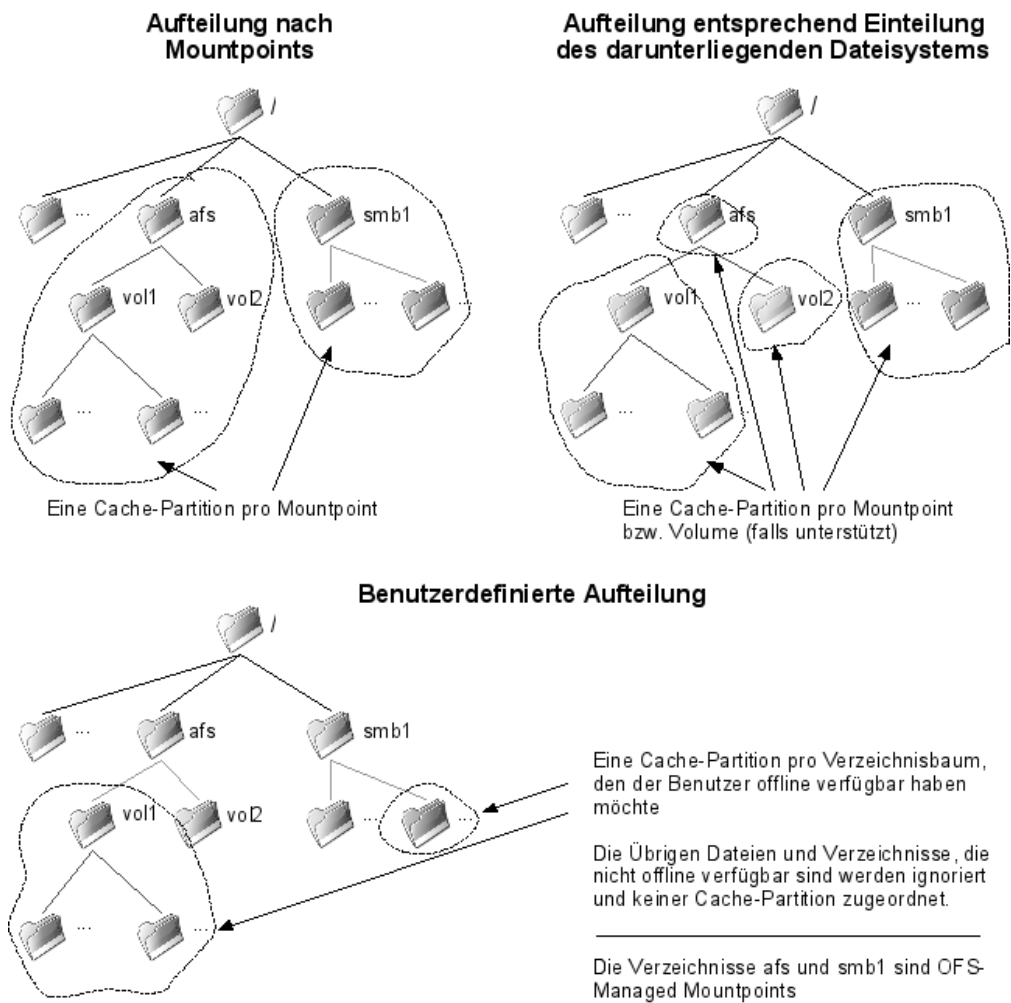 Aufteilung nach
Mountpoints
/
...
afs
smb1
vol1
vol2
...
...
...
...
Eine Cache-Partition pro Mountpoint
Aufteilung entsprechend Einteilung
des darunterliegenden Dateisystems
/
...
afs
smb1
vol1
vol2
...
...
...
...
Eine Cache-Partition pro Mountpoint
bzw. Volume (falls unterstützt)
Benutzerdefinierte Aufteilung
/
...
afs
smb1
vol1
vol2
...
...
...
...
Eine Cache-Partition pro Verzeichnisbaum,
den der Benutzer offline verfügbar haben
möchte
Die Übrigen Dateien und Verzeichnisse, die
nicht offline verfügbar sind werden ignoriert
und keiner Cache-Partition zugeordnet.
Die Verzeichnisse afs und smb1 sind OFS-
Managed Mountpoints